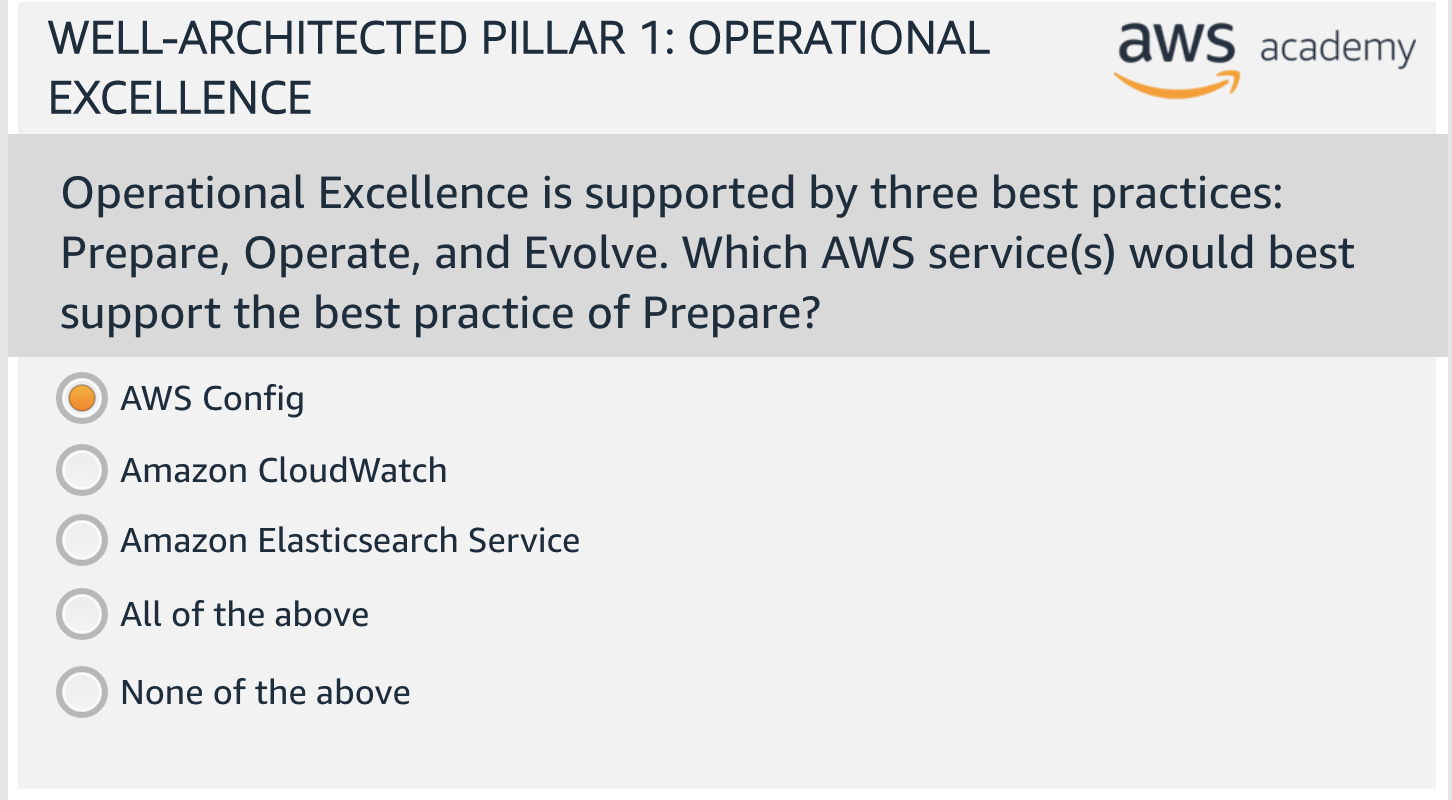 WELL-ARCHITECTED PILLAR 1: OPERATIONAL
EXCELLENCE
aws academy
Operational Excellence is supported by three best practices:
Prepare, Operate, and Evolve. Which AWS service(s) would best
support the best practice of Prepare?
AWS Config
Amazon CloudWatch
Amazon Elasticsearch Service
All of the above
None of the above